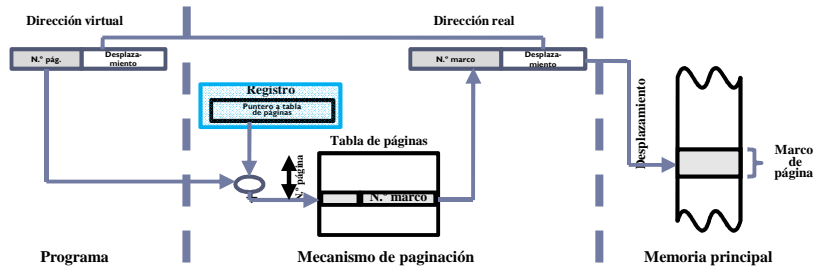 Dirección virtual
Dirección real
N.º pág.
Desplaza-
miento
N.º marco
Desplaza-
miento
Registro
Puntero a tabla
de páginas
Desplazamiento
Tabla de páginas
N.º página
N.º marco
+
Marco
de
página
Programa
Mecanismo de paginación
Memoria principal